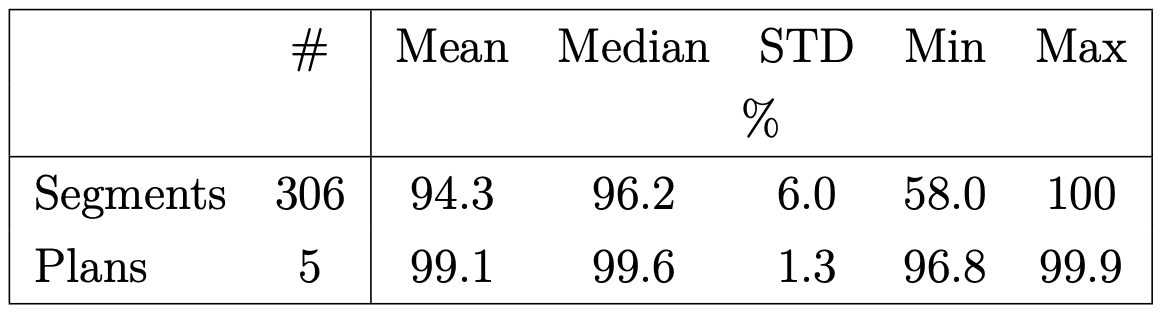 # Mean Median STD Min Max
%
Segments 306 94.3 96.2 6.0 58.0 100
Plans 5 99.1 99.6 1.3 96.8 99.9